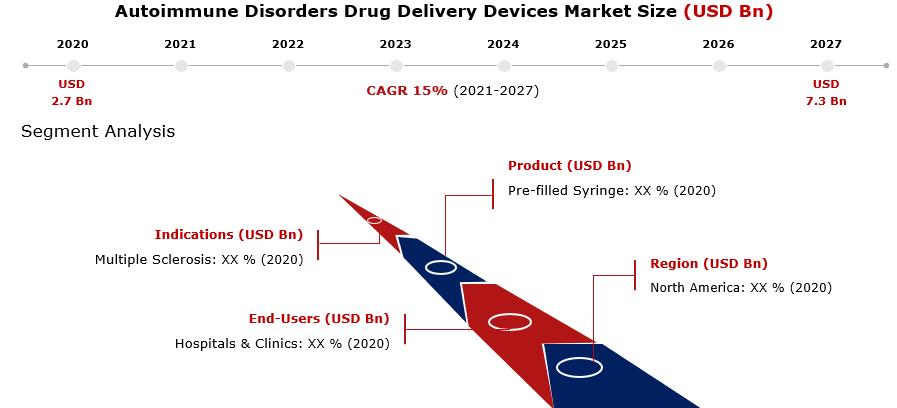 Autoimmune Disorders Drug Delivery Devices Market Size (USD Bn)
2020 2021 2022 2023 2024 2025 2026 2027
USD
2.7 Bn
CAGR 15% (2021-2027)
USD
7.3 Bn
Segment Analysis
Product (USD Bn)
Pre-filled Syringe: XX % (2020)
Indications (USD Bn)
Multiple Sclerosis: XX % (2020)
Region (USD Bn)
North America: XX % (2020)
End-Users (USD Bn)
Hospitals & Clinics: XX % (2020)